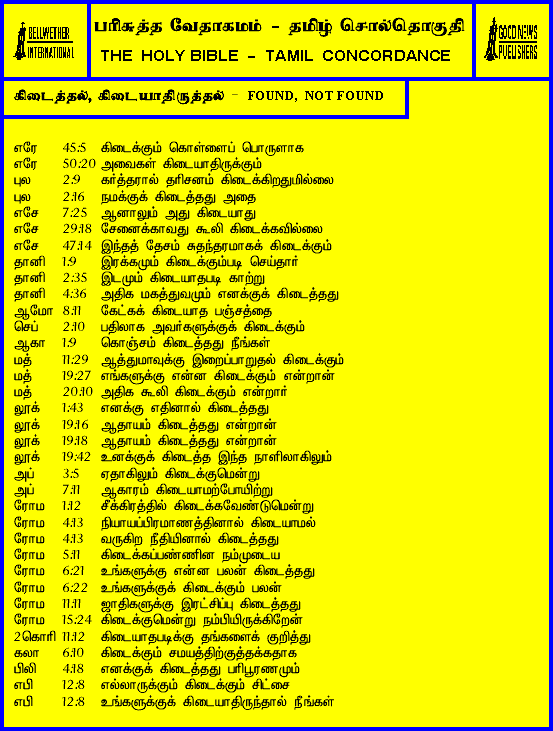 BELLWETHER
INTERNATIONAL
பரிசுத்த வேதாகமம் - தமிழ் சொல்தொகுதி
THE HOLY BIBLE - TAMIL CONCORDANCE
GOOD NEWS
PUBLISHERS
கிடைத்தல், கிடையாதிருத்தல் - FOUND, NOT FOUND
எரே 45:5 கிடைக்கும் கொள்ளைப் பொருளாக
எரே 50:20 அவைகள் கிடையாதிருக்கும்
புல 2:9 கர்த்தரால் தரிசனம் கிடைக்கிறதுமில்லை
புல 2:16 நமக்குக் கிடைத்தது அதை
எசே 7:25 ஆனாலும் அது கிடையாது
எசே 29:18 சேனைக்காவது கூலி கிடைக்கவில்லை
எசே 47:14 இந்தத் தேசம் சுதந்தரமாகக் கிடைக்கும்
தானி 1:9 இரக்கமும் கிடைக்கும்படி செய்தார்
தானி 2:35 இடமும் கிடையாதபடி காற்று
தானி 4:36 அதிக மகத்துவமும் எனக்குக் கிடைத்தது
ஆமோ 8:11 கேட்கக் கிடையாத பஞ்சத்தை
செப் 2:10 பதிலாக அவர்களுக்குக் கிடைக்கும்
ஆகா 1:9 கொஞ்சம் கிடைத்தது நீங்கள்
மத் 11:29 ஆத்துமாவுக்கு இறைப்பாறுதல் கிடைக்கும்
மத் 19:27 எங்களுக்கு என்ன கிடைக்கும் என்றான்
மத் 20:10 அதிக கூலி கிடைக்கும் என்றார்
லூக் 1:43 எனக்கு எதினால் கிடைத்தது
லூக் 19:16 ஆதாயம் கிடைத்தது என்றான்
லூக் 19:18 ஆதாயம் கிடைத்தது என்றான்
லூக் 19:42 உனக்குக் கிடைத்த இந்த நாளிலாகிலும்
அப் 3:5 ஏதாகிலும் கிடைக்குமென்று
அப் 7:11 ஆகாரம் கிடையாமற்போயிற்று
ரோம 1:12 சீக்கிரத்தில் கிடைக்கவேண்டுமென்று
ரோம 4:13 நியாயப்பிரமாணத்தினால் கிடையாமல்
ரோம 4:13 வருகிற நீதியினால் கிடைத்தது
ரோம 5:11 கிடைக்கப்பண்ணின நம்முடைய
ரோம 6:21 உங்களுக்கு என்ன பலன் கிடைத்தது
ரோம 6:22 உங்களுக்குக் கிடைக்கும் பலன்
ரோம 11:11 ஜாதிகளுக்கு இரட்சிப்பு கிடைத்தது
ரோம 15:24 கிடைக்குமென்று நம்பியிருக்கிறேன்
2கொரி 11:12 கிடையாதபடிக்கு தங்களைக் குறித்து
கலா 6:10 கிடைக்கும் சமயத்திற்குத்தக்கதாக
பிலி 4:18 எனக்குக் கிடைத்தது பரிபூரணமும்
எபி 12:8 எல்லாருக்கும் கிடைக்கும் சிட்சை
எபி 12:8 உங்களுக்குக் கிடையாதிருந்தால் நீங்கள்